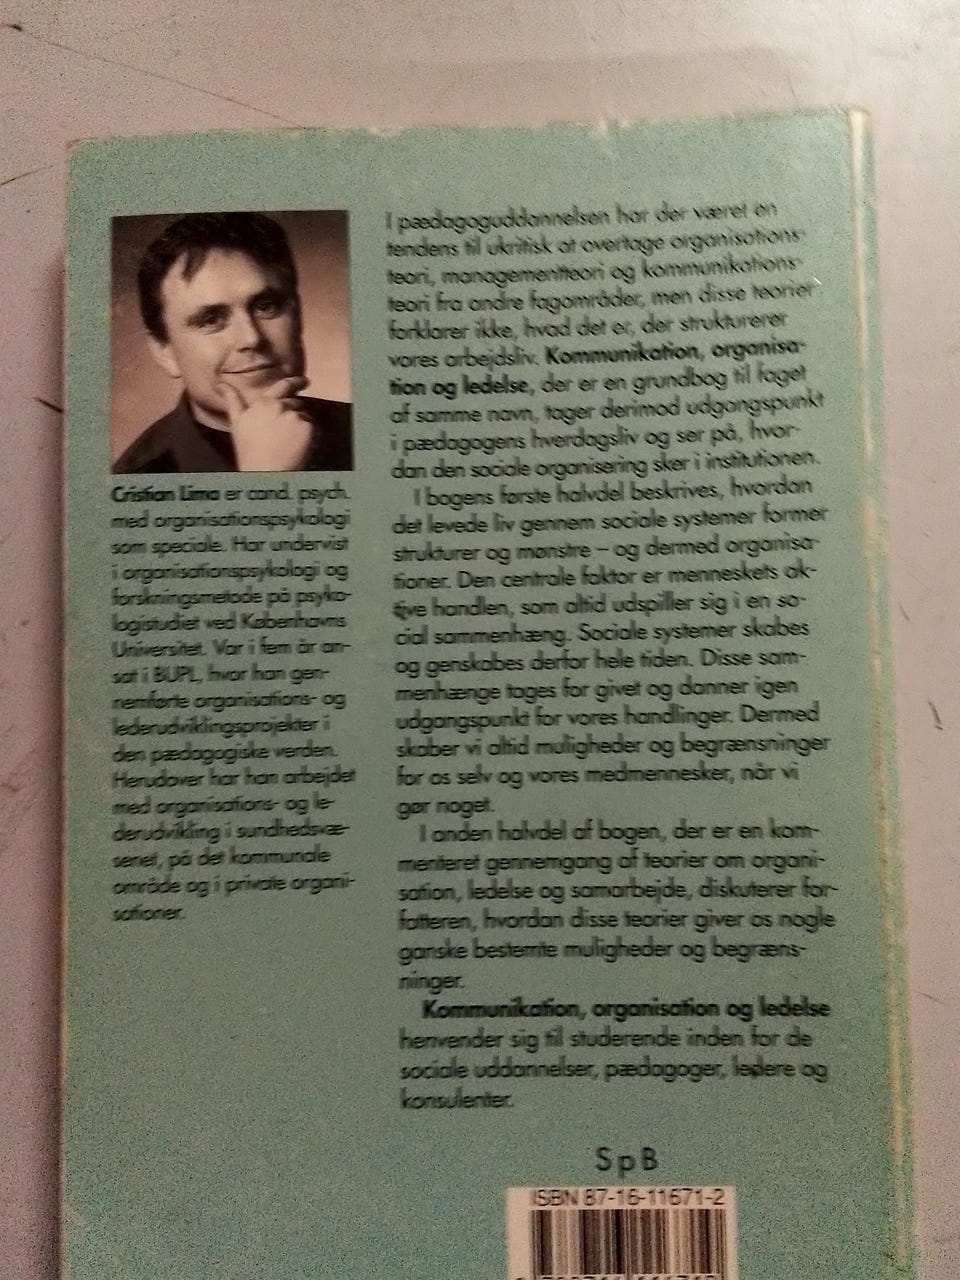 Cristian Lima er cand. psych.
med organisationspsykologi
som speciale. Har undervist
i organisationspsykologi og
forskningsmetode på psyko-
logistudiet ved Københavns
Universitet. Var i fem år an-
sat i BUPL, hvor han gen-
nemførte organisations- og
lederudviklingsprojekter i
den pædagogiske verden.
Herudover har han arbejdet
med organisations- og le-
derudvikling i sundhedsvæ-
senet, på det kommunale
område og i private organi-
sationer.
I pædagoguddannelsen har der været en
tendens til ukritisk at overtage organisations-
teori, managementteori og kommunikations-
teori fra andre fagområder, men disse teorier
forklarer ikke, hvad det er, der strukturerer
vores arbejdsliv. Kommunikation, organisa-
tion og ledelse, der er en grundbog til faget
af samme navn, tager derimod udgangspunkt
i pædagogens hverdagsliv og ser på, hvor-
dan den sociale organisering sker i institutionen.
I bogens første halvdel beskrives, hvordan
det levede liv gennem sociale systemer former
strukturer og mønstre – og dermed organisa-
tioner. Den centrale faktor er menneskets ak-
tive handlen, som altid udspiller sig i en so-
cial sammenhæng. Sociale systemer skabes
og genskabes derfor hele tiden. Disse sam-
menhænge tages for givet og danner igen
udgangspunkt for vores handlinger. Dermed
skaber vi altid muligheder og begrænsninger
for os selv og vores medmennesker, når vi
gør noget.
I anden halvdel af bogen, der er en kom-
menteret gennemgang af teorier om organi-
sation, ledelse og samarbejde, diskuterer for-
fatteren, hvordan disse teorier giver os nogle
ganske bestemte muligheder og begræns-
ninger.
Kommunikation, organisation og ledelse
henvender sig til studerende inden for de
sociale uddannelser, pædagoger, ledere og
konsulenter.
SpB
ISBN 87-16-11671-2